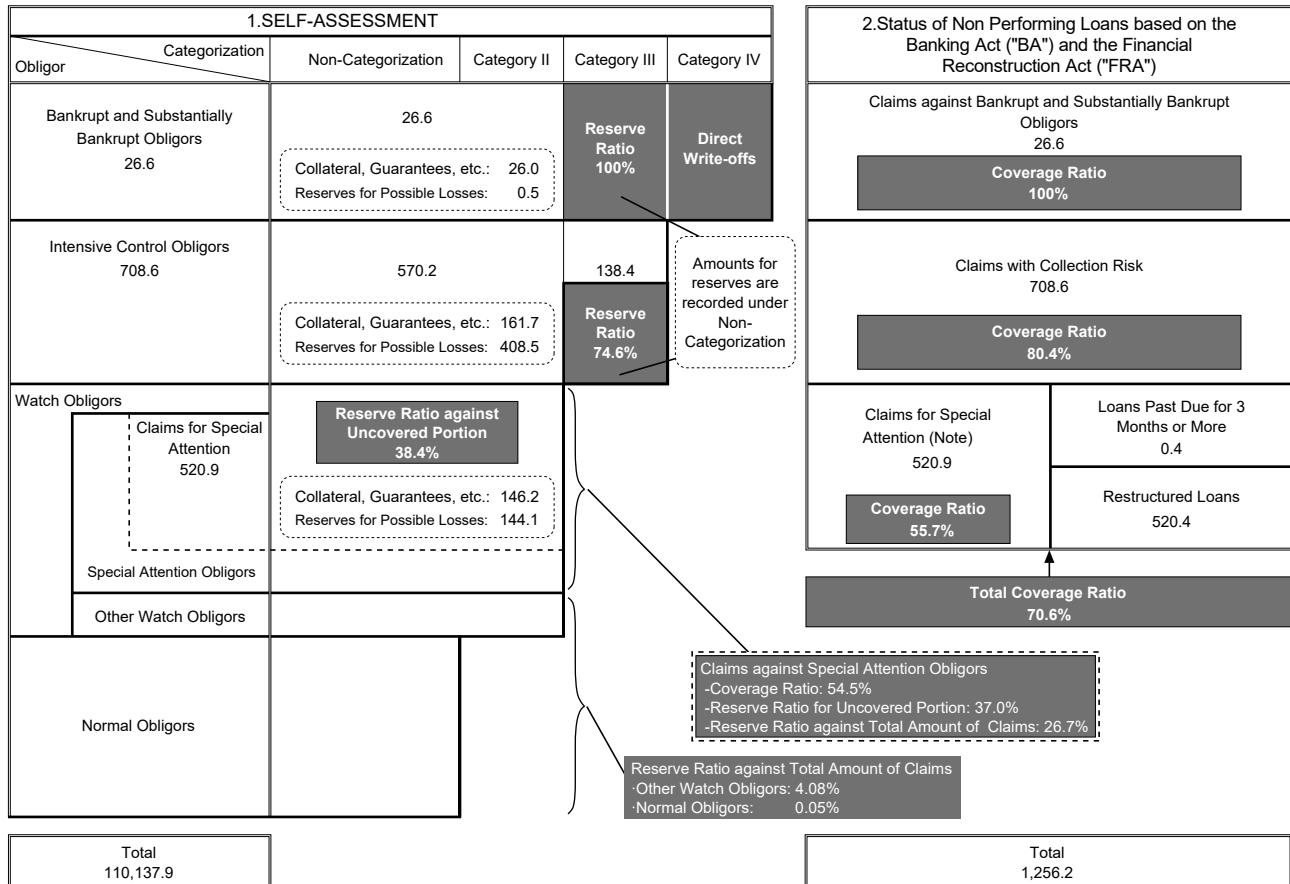 1.SELF-ASSESSMENT
Categorization
Obligor
Non-Categorization
Category II
Category III
Category IV
Bankrupt and Substantially
Bankrupt Obligors
26.6
26.6
Collateral, Guarantees, etc.: 26.0
Reserves for Possible Losses: 0.5
Reserve
Ratio
100%
Direct
Write-offs
Intensive Control Obligors
708.6
570.2
Collateral, Guarantees, etc.: 161.7
Reserves for Possible Losses: 408.5
138.4
Reserve
Ratio
74.6%
Amounts for
reserves are
recorded under
Non-
Categorization
Watch Obligors
Claims for Special
Attention
520.9
Reserve Ratio against
Uncovered Portion
38.4%
Collateral, Guarantees, etc.: 146.2
Reserves for Possible Losses: 144.1
Special Attention Obligors
Other Watch Obligors
Normal Obligors
Claims against Special Attention Obligors
-Coverage Ratio: 54.5%
-Reserve Ratio for Uncovered Portion: 37.0%
-Reserve Ratio against Total Amount of Claims: 26.7%
Reserve Ratio against Total Amount of Claims
·Other Watch Obligors: 4.08%
·Normal Obligors: 0.05%
Total
110,137.9
2.Status of Non Performing Loans based on the
Banking Act ("BA") and the Financial
Reconstruction Act ("FRA")
Claims against Bankrupt and Substantially Bankrupt
Obligors
26.6
Coverage Ratio
100%
Claims with Collection Risk
708.6
Coverage Ratio
80.4%
Claims for Special
Attention (Note)
520.9
Coverage Ratio
55.7%
Loans Past Due for 3
Months or More
0.4
Restructured Loans
520.4
Total Coverage Ratio
70.6%
Total
1,256.2